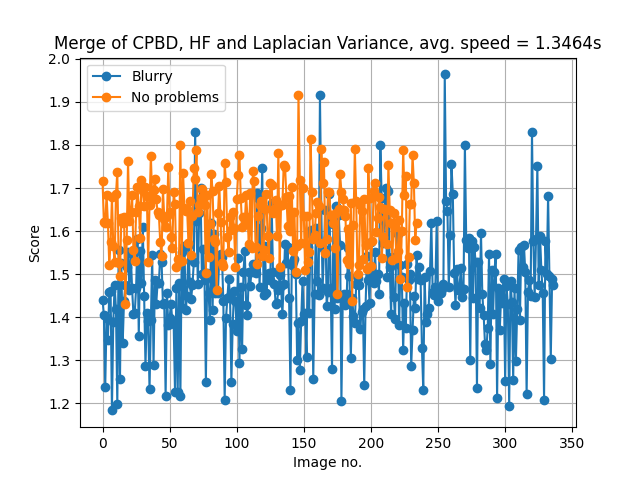 Merge of CPBD, HF and Laplacian Variance, avg. speed = 1.3464s
Blurry
No problems
Score
2.0
1.9
1.8
1.7
1.6
1.5
1.4
1.3
1.2
0 50 100 150 200 250 300 350
Image no.